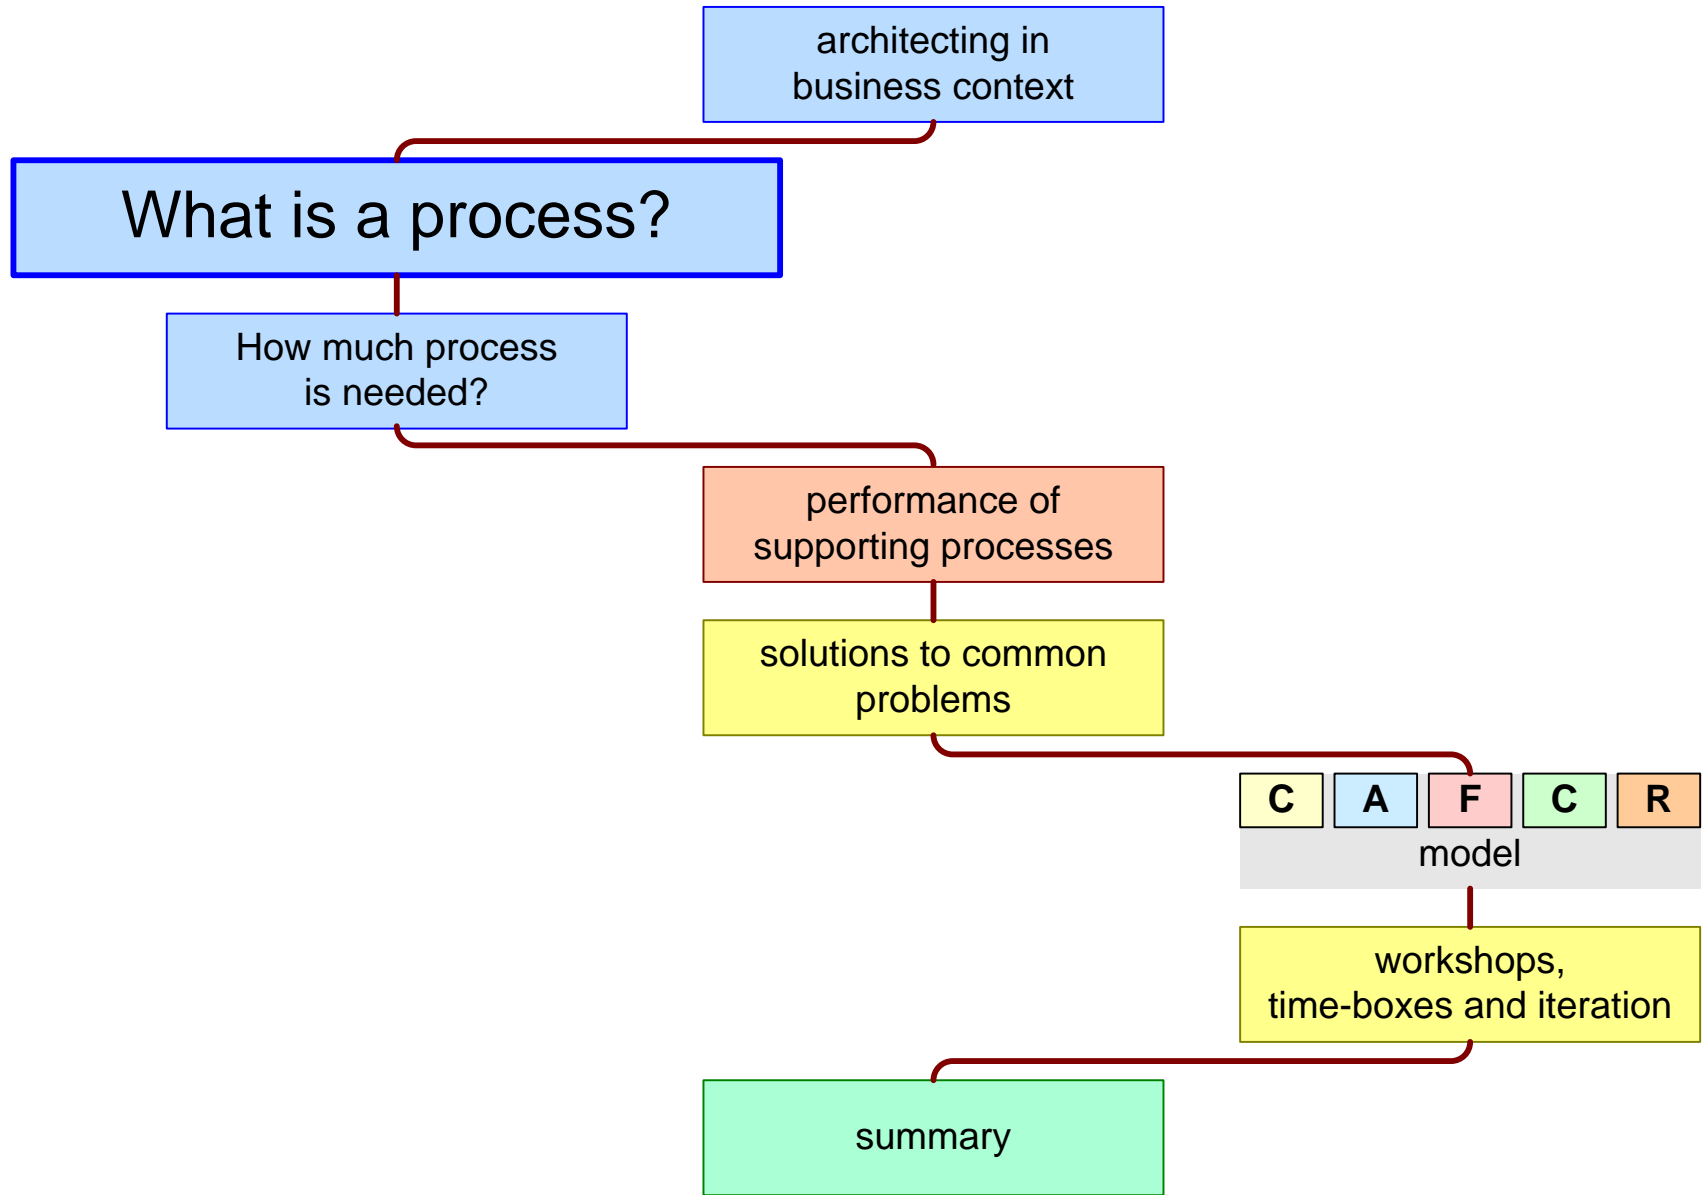 architecting in
business context
What is a process?
How much process
is needed?
performance of
supporting processes
solutions to common
problems
C A F C R
model
workshops,
time-boxes and iteration
summary